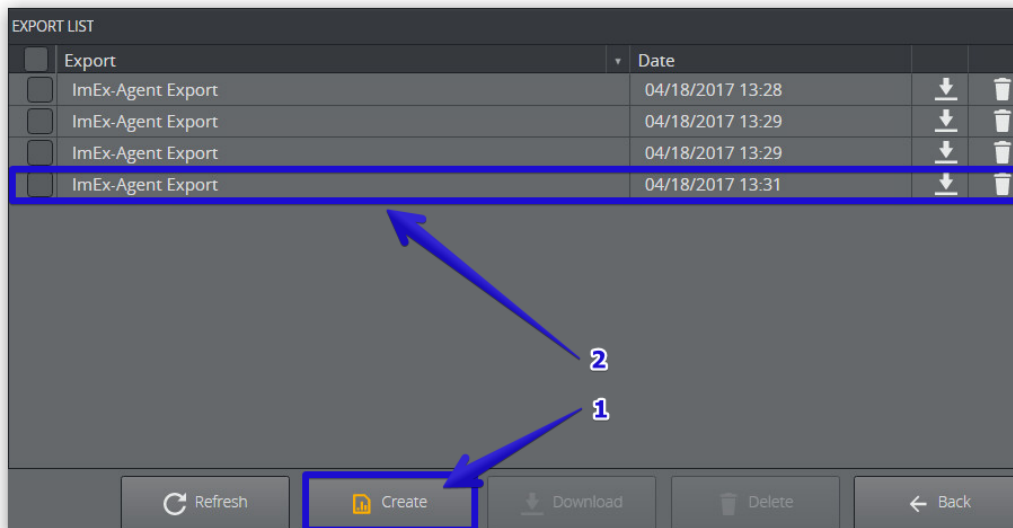 EXPORT LIST
Export Date
ImEx-Agent Export 04/18/2017 13:28
ImEx-Agent Export 04/18/2017 13:29
ImEx-Agent Export 04/18/2017 13:29
ImEx-Agent Export 04/18/2017 13:31
2
1
Refresh Create Download Delete Back